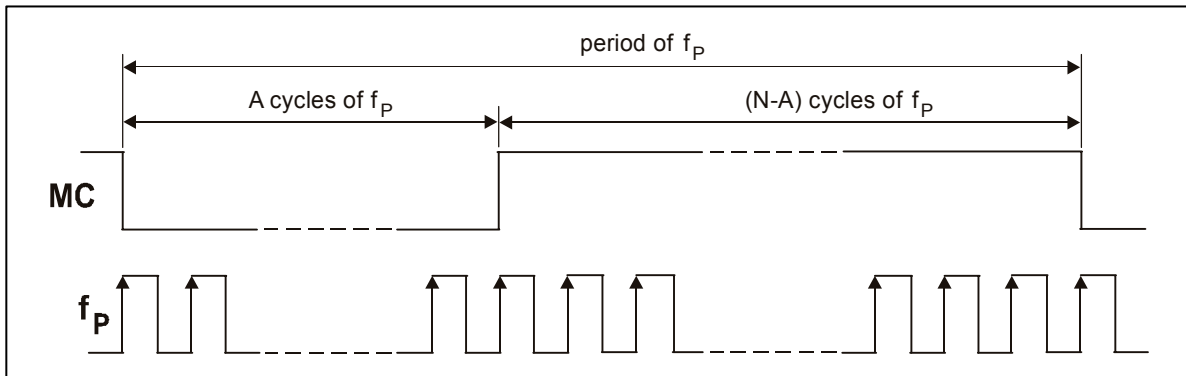 period of fP
A cycles of fP
(N-A) cycles of fP
MC
fP